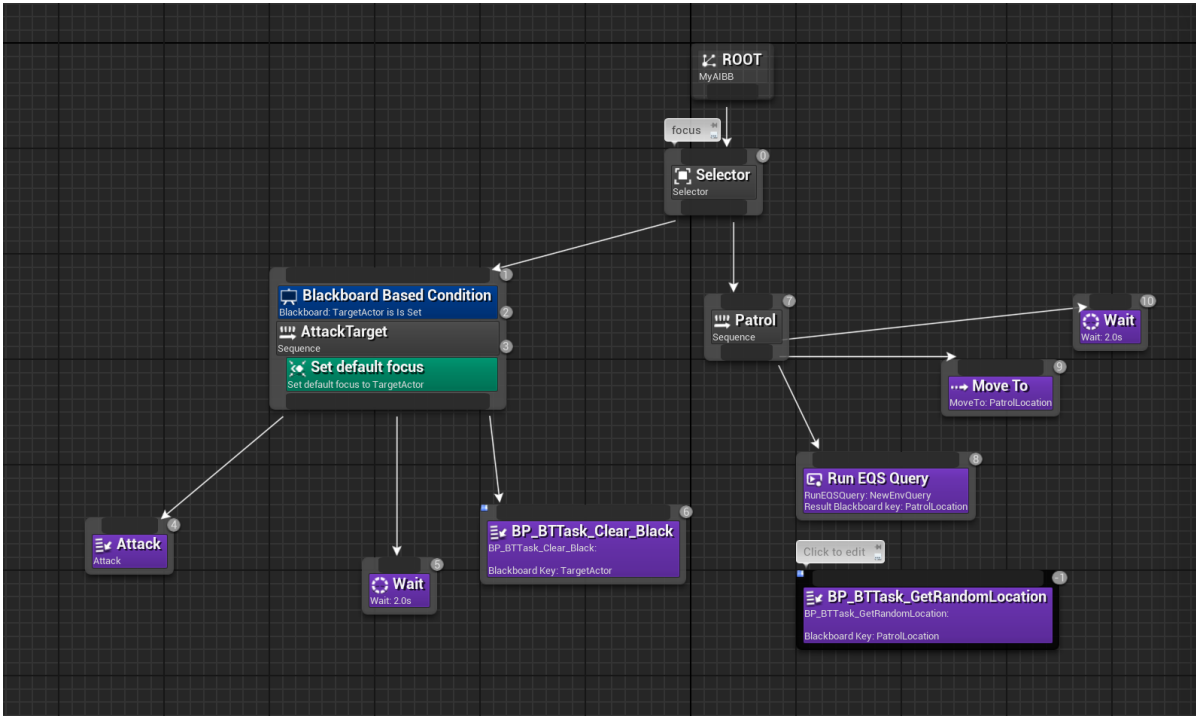 ROOT
MyAIBB
focus
0
Selector
Selector
1
Blackboard Based Condition
Blackboard: TargetActor is Is Set
2
AttackTarget
Sequence
3
Set default focus
Set default focus to TargetActor
7
Patrol
Sequence
10
Wait
Wait: 2.0s
9
Move To
MoveTo: PatrolLocation
8
Run EQS Query
RunEQSQuery: NewEnvQuery
Result Blackboard key: PatrolLocation
4
Attack
Attack
5
Wait
Wait: 2.0s
6
BP_BTTask_Clear_Black
BP_BTTask_Clear_Black:
Blackboard Key: TargetActor
Click to edit
-1
BP_BTTask_GetRandomLocation
BP_BTTask_GetRandomLocation:
Blackboard Key: PatrolLocation